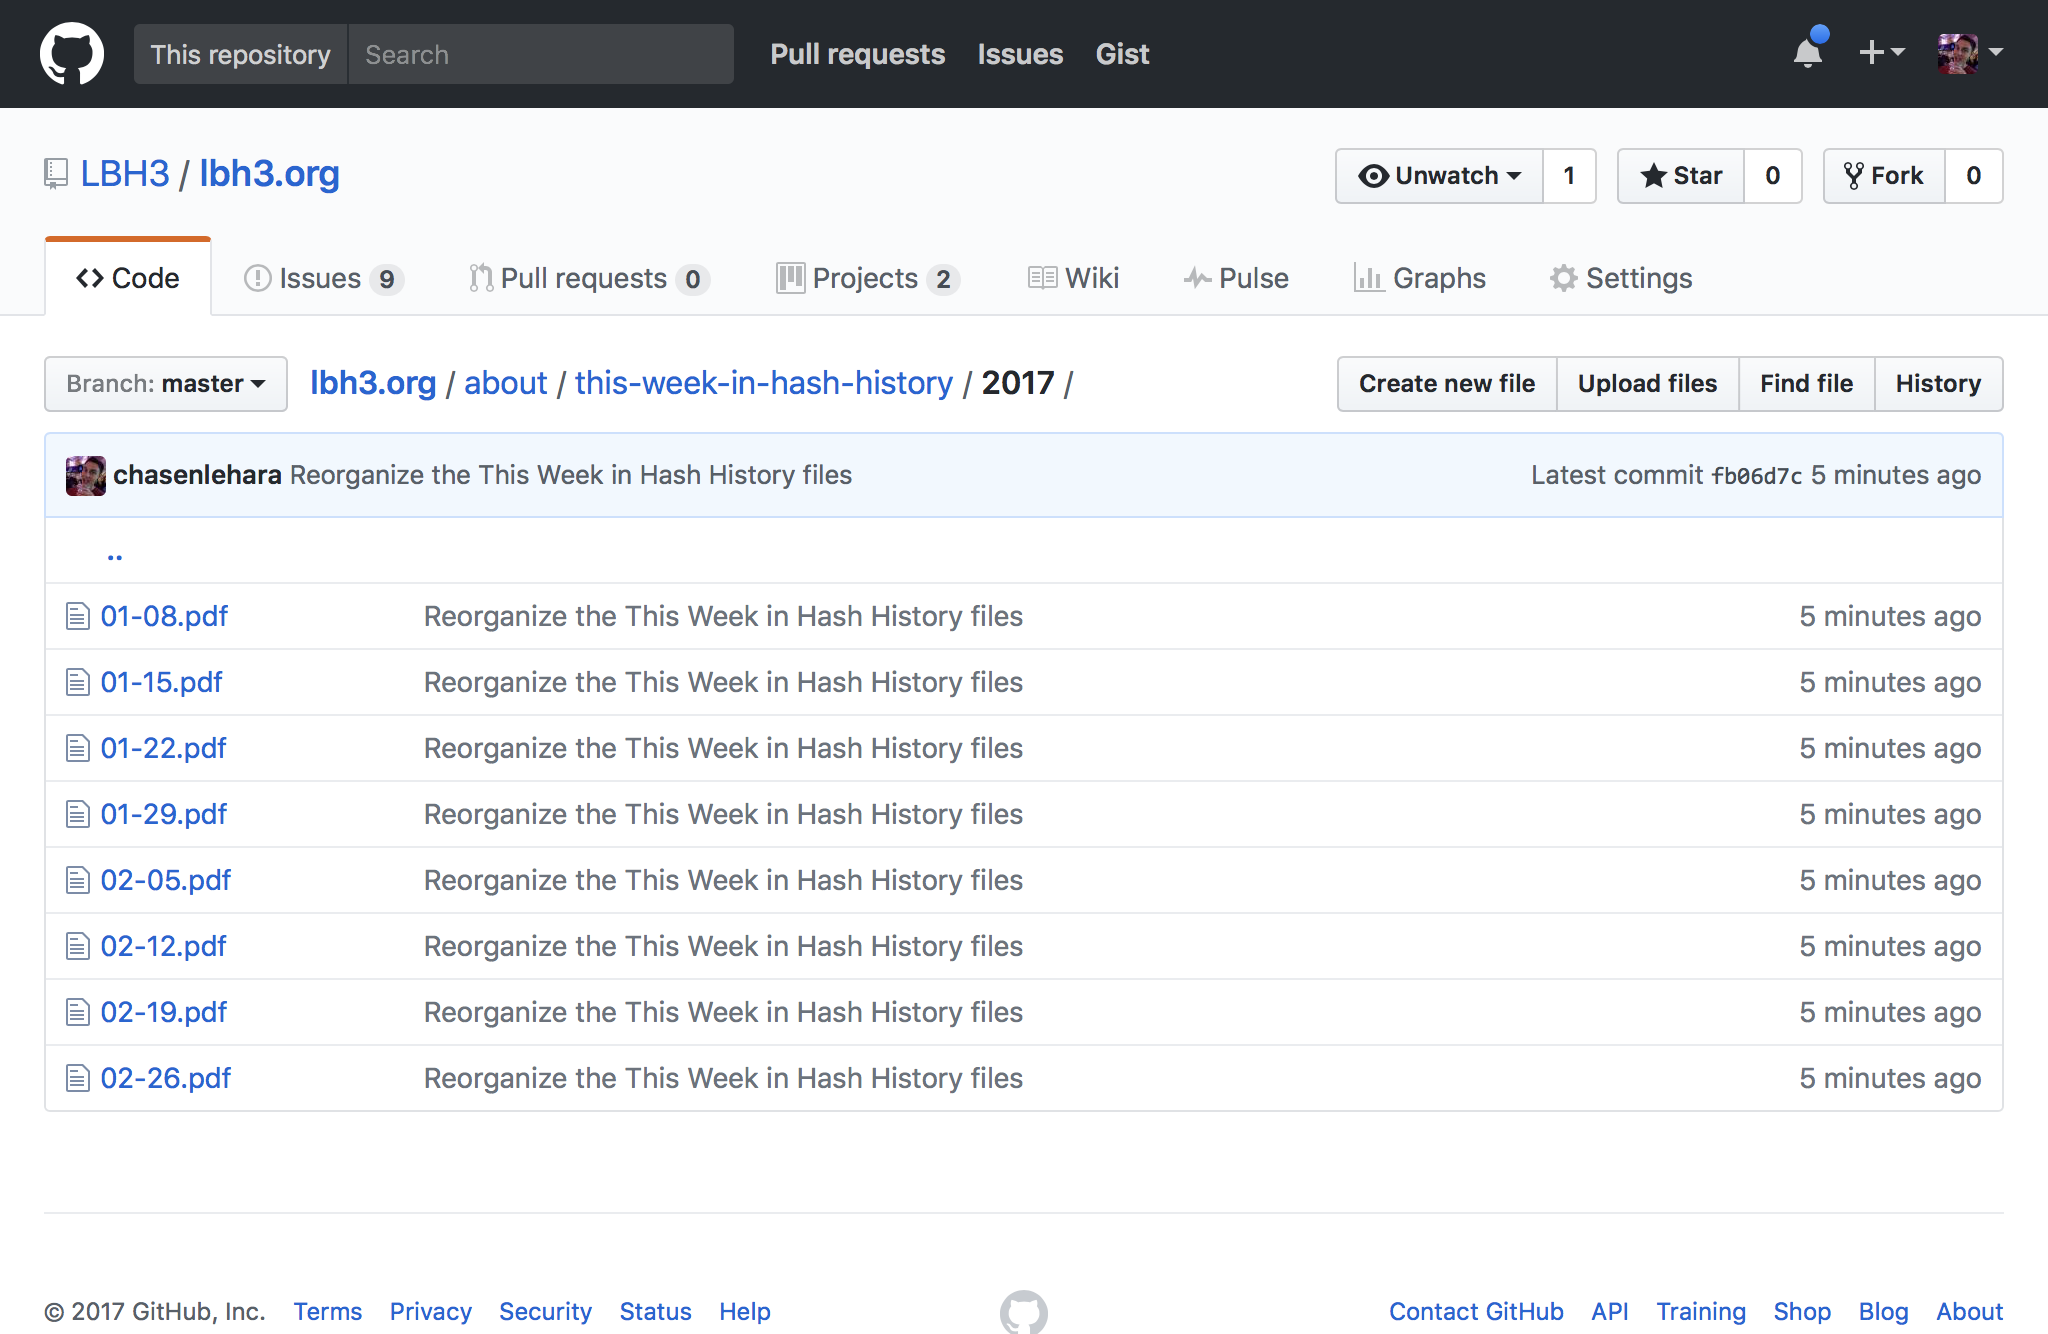 This repository Search Pull requests Issues Gist
LBH3 / lbh3.org Unwatch 1 Star 0 Fork 0
Code Issues 9 Pull requests 0 Projects 2 Wiki Pulse Graphs Settings
Branch: master lbh3.org / about / this-week-in-hash-history / 2017 / Create new file Upload files Find file History
chasenlehara Reorganize the This Week in Hash History files Latest commit fb06d7c 5 minutes ago
..
01-08.pdf Reorganize the This Week in Hash History files 5 minutes ago
01-15.pdf Reorganize the This Week in Hash History files 5 minutes ago
01-22.pdf Reorganize the This Week in Hash History files 5 minutes ago
01-29.pdf Reorganize the This Week in Hash History files 5 minutes ago
02-05.pdf Reorganize the This Week in Hash History files 5 minutes ago
02-12.pdf Reorganize the This Week in Hash History files 5 minutes ago
02-19.pdf Reorganize the This Week in Hash History files 5 minutes ago
02-26.pdf Reorganize the This Week in Hash History files 5 minutes ago
© 2017 GitHub, Inc. Terms Privacy Security Status Help Contact GitHub API Training Shop Blog About